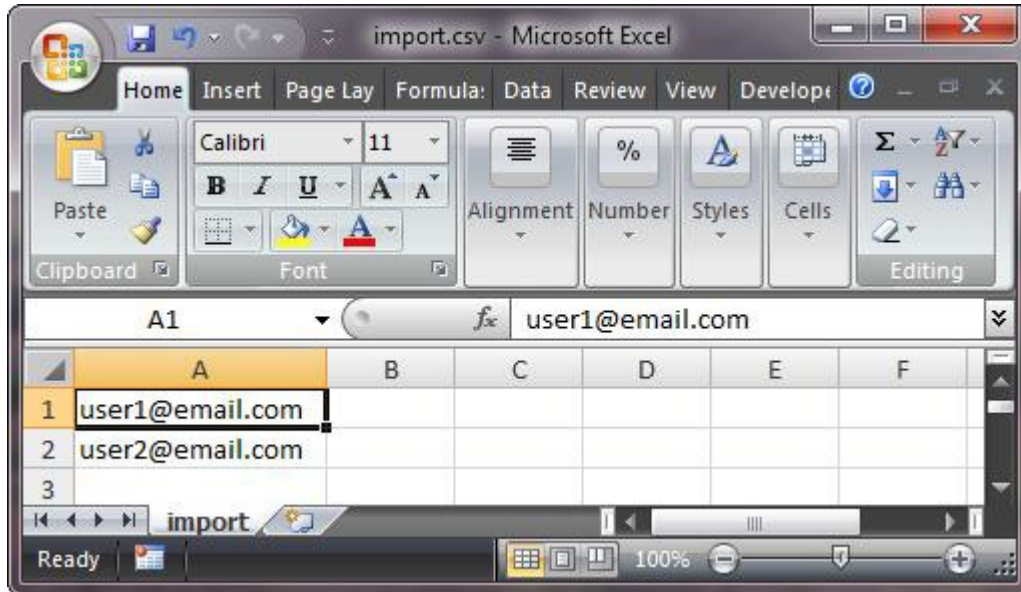 import.csv - Microsoft Excel
Home Insert Page Lay Formula: Data Review View Develope
Calibri 11
B I U A A
Paste
Alignment Number Styles Cells
% A Σ A Z
A
Clipboard Font Editing
A1 fx user1@email.com
A B C D E F
1 user1@email.com
2 user2@email.com
3
import
Ready 100%